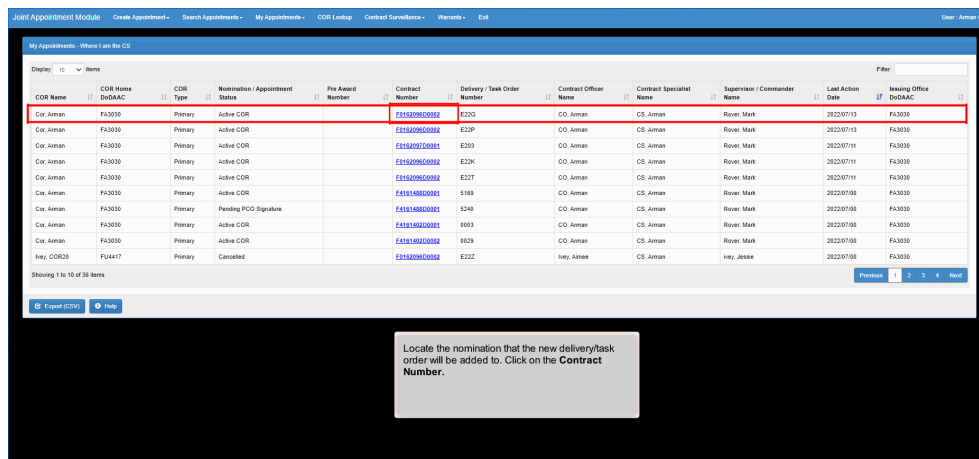 Joint Appointment Module Create Appointment Search Appointments My Appointments COR Lookup Contract Surveillance Warrants Exit User : Arman
My Appointments - Where I am the CS
Display 10 items Filter:
COR Name COR Home DoDAAC COR Type Nomination / Appointment Status Pre Award Number Contract Number Delivery / Task Order Number Contract Officer Name Contract Specialist Name Supervisor / Commander Name Last Action Date Issuing Office DoDAAC
Cor, Arman FA3030 Primary Active COR F0162096D0002 E22Q CO, Arman CS, Arman Rover, Mark 2022/07/13 FA3030
Cor, Arman FA3030 Primary Active COR F0162096D0002 E22P CO, Arman CS, Arman Rover, Mark 2022/07/13 FA3030
Cor, Arman FA3030 Primary Active COR F0162097D0001 E203 CO, Arman CS, Arman Rover, Mark 2022/07/11 FA3030
Cor, Arman FA3030 Primary Active COR F0162096D0002 E22K CO, Arman CS, Arman Rover, Mark 2022/07/11 FA3030
Cor, Arman FA3030 Primary Active COR F0162096D0002 E22T CO, Arman CS, Arman Rover, Mark 2022/07/11 FA3030
Cor, Arman FA3030 Primary Active COR F4161488D0001 5169 CO, Arman CS, Arman Rover, Mark 2022/07/08 FA3030
Cor, Arman FA3030 Primary Pending PCO Signature F4161488D0001 5240 CO, Arman CS, Arman Rover, Mark 2022/07/08 FA3030
Cor, Arman FA3030 Primary Active COR F4161402D0002 0003 CO, Arman CS, Arman Rover, Mark 2022/07/08 FA3030
Cor, Arman FA3030 Primary Active COR F4161402D0002 0029 CO, Arman CS, Arman Rover, Mark 2022/07/08 FA3030
Ivey, COR20 FU4417 Primary Cancelled F0162096D0002 E22Z Ivey, Aimee CS, Arman ivey, Jessie 2022/07/08 FA3030
Showing 1 to 10 of 36 items Previous 1 2 3 4 Next
Export (CSV) Help
Locate the nomination that the new delivery/task
order will be added to. Click on the Contract
Number.